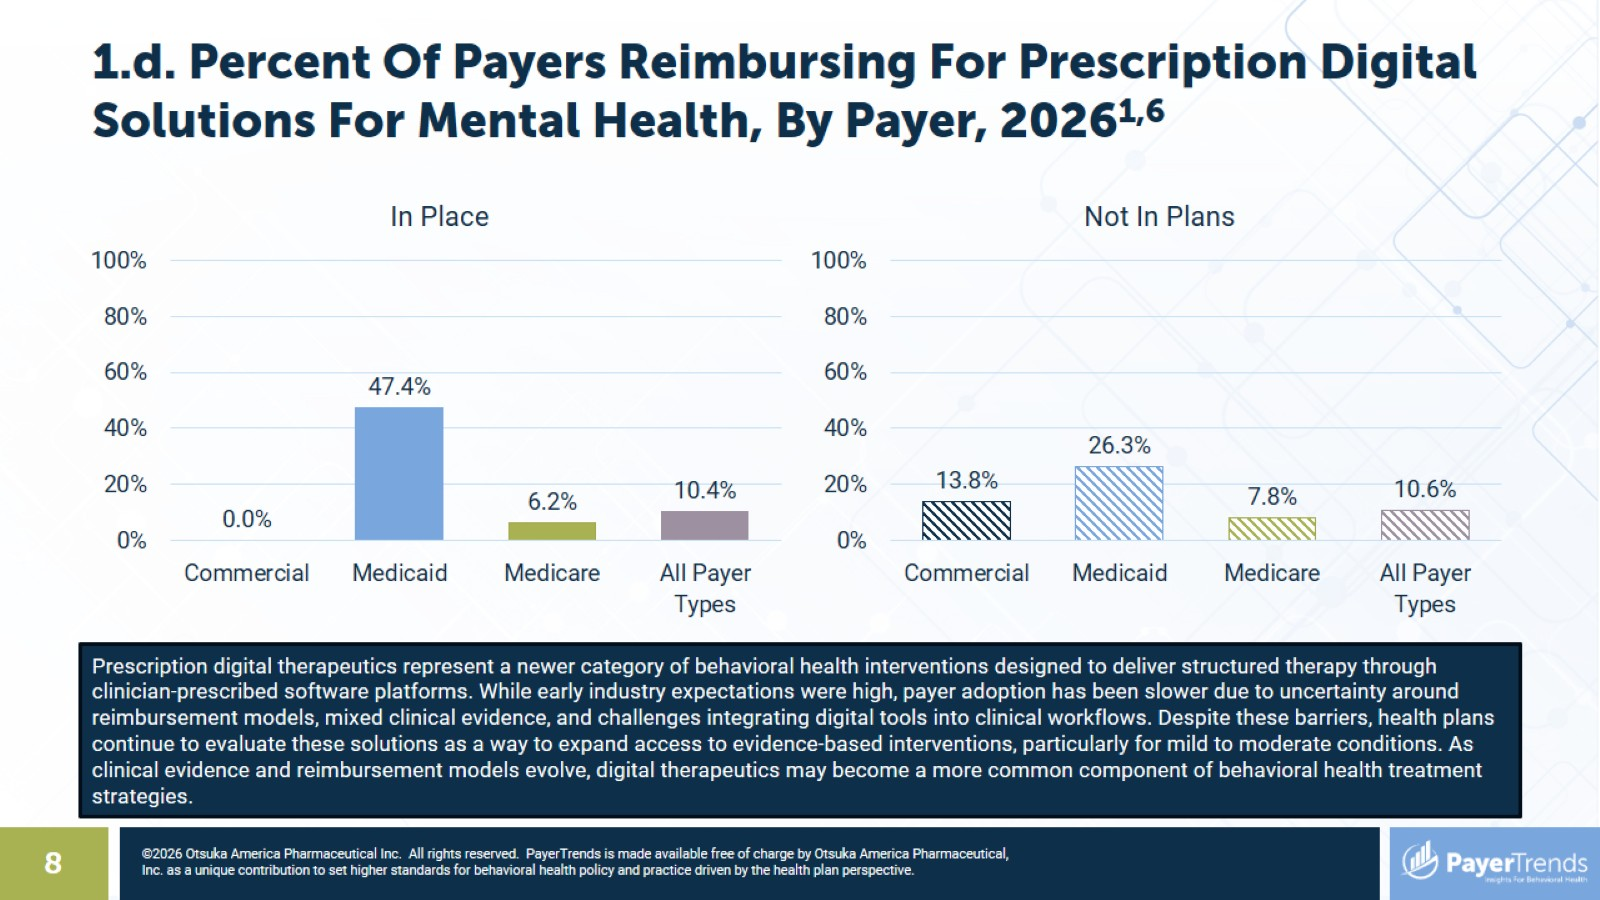 1.d. Percent Of Payers Reimbursing For Prescription Digital
Solutions For Mental Health, By Payer, 2026¹,⁶
In Place
100%
80%
60%
40%
20%
0%
0.0%
47.4%
6.2%
10.4%
Commercial
Medicaid
Medicare
All Payer
Types
Not In Plans
100%
80%
60%
40%
20%
0%
13.8%
26.3%
7.8%
10.6%
Commercial
Medicaid
Medicare
All Payer
Types
Prescription digital therapeutics represent a newer category of behavioral health interventions designed to deliver structured therapy through
clinician-prescribed software platforms. While early industry expectations were high, payer adoption has been slower due to uncertainty around
reimbursement models, mixed clinical evidence, and challenges integrating digital tools into clinical workflows. Despite these barriers, health plans
continue to evaluate these solutions as a way to expand access to evidence-based interventions, particularly for mild to moderate conditions. As
clinical evidence and reimbursement models evolve, digital therapeutics may become a more common component of behavioral health treatment
strategies.
8
©2026 Otsuka America Pharmaceutical Inc. All rights reserved. PayerTrends is made available free of charge by Otsuka America Pharmaceutical,
Inc. as a unique contribution to set higher standards for behavioral health policy and practice driven by the health plan perspective.
PayerTrends
Insights For Behavioral Health